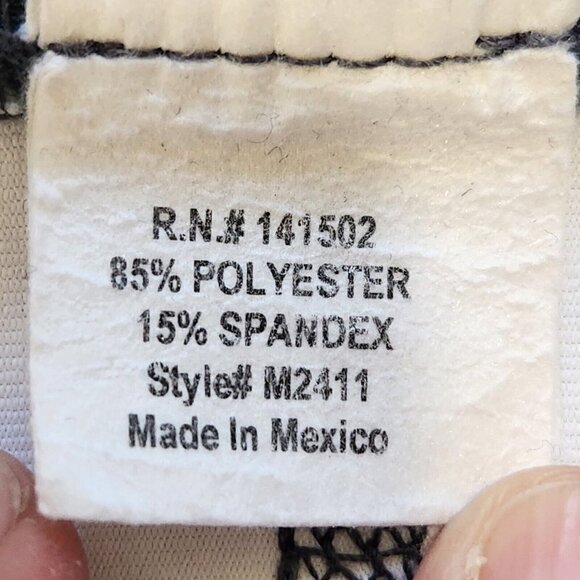 R.N.# 141502
85% POLYESTER
15% SPANDEX
Style# M2411
Made In Mexico